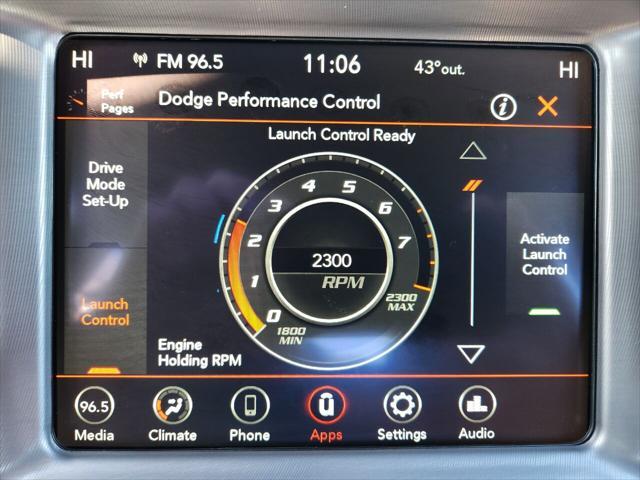 HI FM 96.5 11:06 43°out. HI
Perf
Pages
Dodge Performance Control
i
Launch Control Ready
Drive
Mode
Set-Up
Launch
Control
0
1
2
3
4
5
6
7
2300
RPM
1800
MIN
2300
MAX
Engine
Holding RPM
Activate
Launch
Control
96.5
Media
Climate
Phone
Apps
Settings
Audio